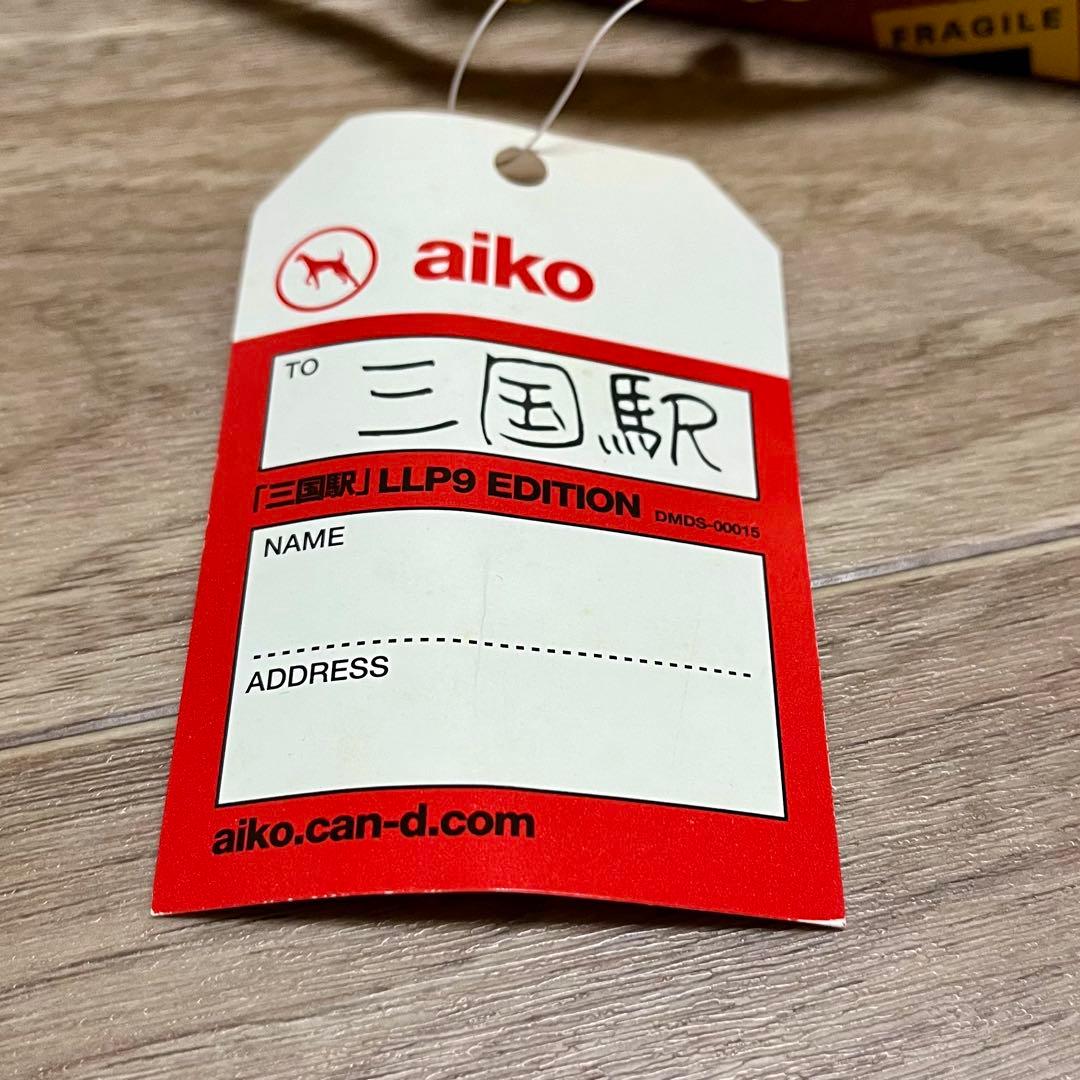 FRAGILE
aiko
TO 三国駅
「三国駅」LLP9 EDITION DMDS-00015
NAME
ADDRESS
aiko.can-d.com